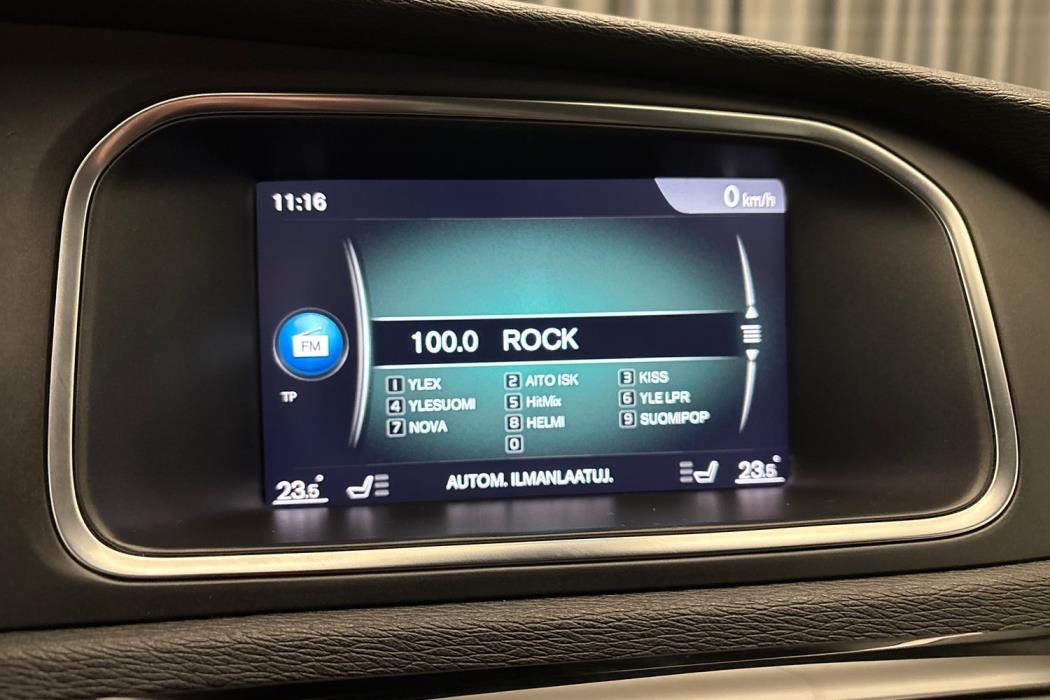 11:16
0 km/h
FM
100.0 ROCK
TP
1 YLEX 2 AITO ISK 3 KISS
4 YLESUOMI 5 HitMix 6 YLE LPR
7 NOVA 8 HELMI 9 SUOMIPOP
0
23.5° AUTOM. ILMANLAATUJ. 23.5°